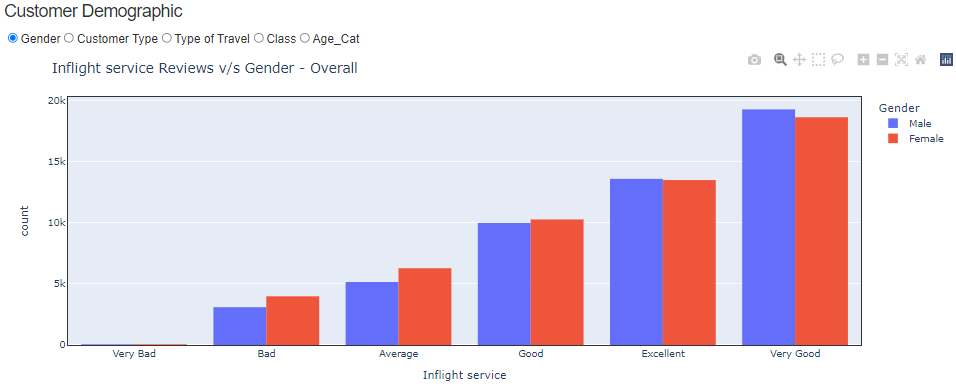 Customer Demographic
Gender Customer Type Type of Travel Class Age_Cat
Inflight service Reviews v/s Gender - Overall
Gender
Male
Female
20k
15k
10k
5k
0
count
Very Bad Bad Average Good Excellent Very Good
Inflight service